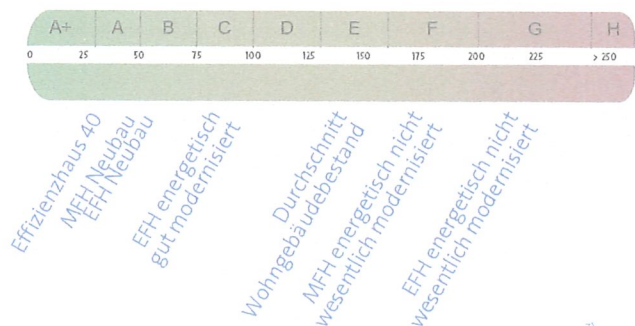 A+ A B C D E F G H
0 25 50 75 100 125 150 175 200 225 > 250
Effizienzhaus 40
MFH Neubau
EFH Neubau
EFH energetisch
gut modernisiert
Durchschnitt
Wohngebäudebestand
MFH energetisch nicht
wesentlich modernisiert
EFH energetisch nicht
wesentlich modernisiert